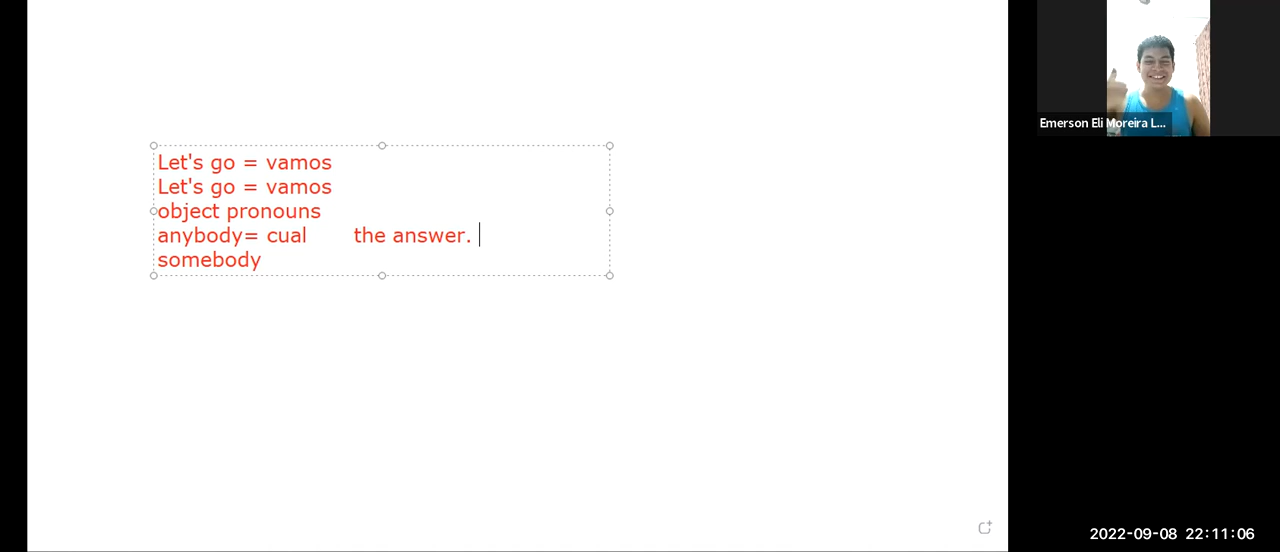 Let's go = vamos
Let's go = vamos
object pronouns
anybody= cual the answer.
somebody
Emerson Eli Moreira L...
2022-09-08 22:11:06